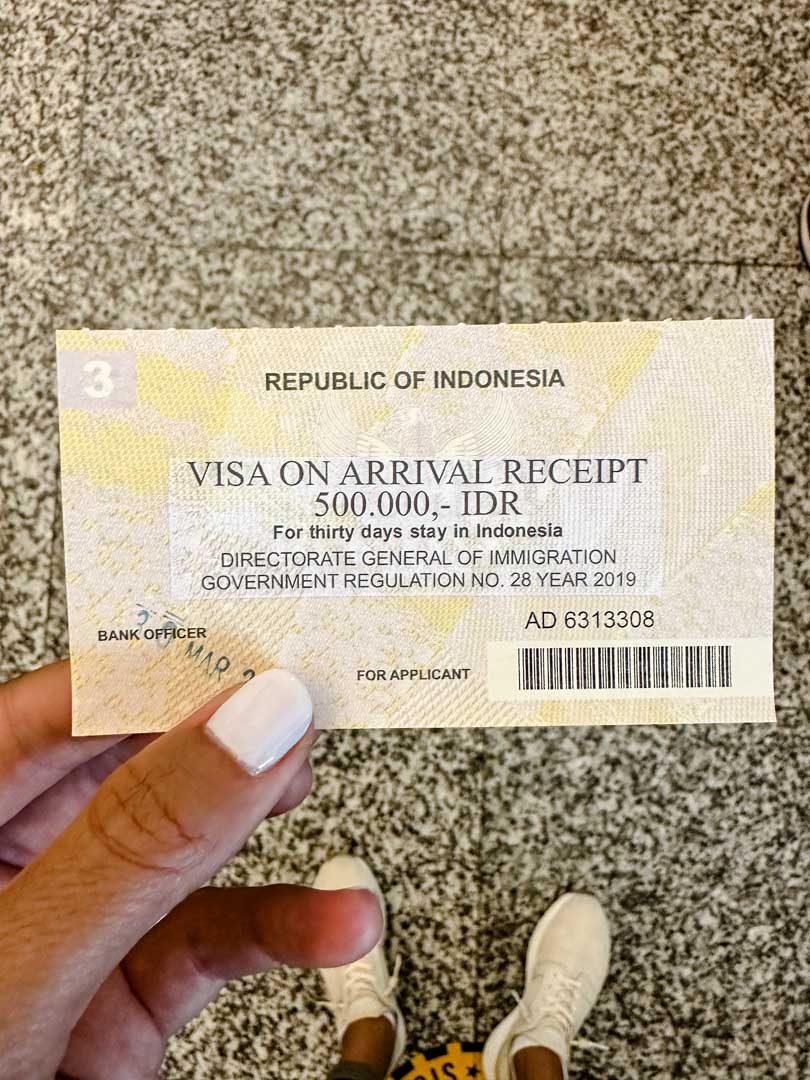 3
REPUBLIC OF INDONESIA
VISA ON ARRIVAL RECEIPT
500.000,- IDR
For thirty days stay in Indonesia
DIRECTORATE GENERAL OF IMMIGRATION
GOVERNMENT REGULATION NO. 28 YEAR 2019
AD 6313308
BANK OFFICER
MAR
FOR APPLICANT